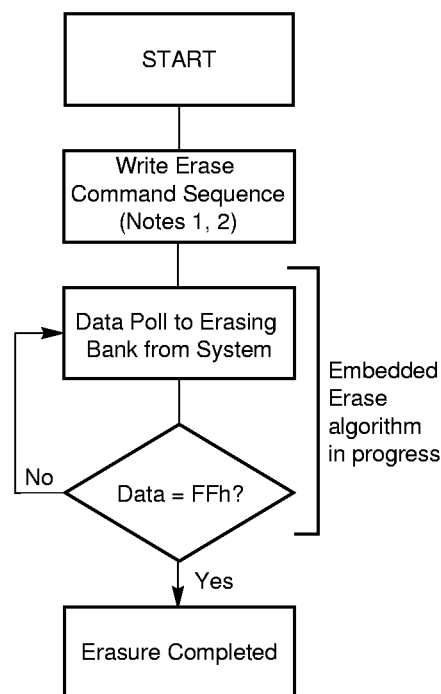 START
Write Erase
Command Sequence
(Notes 1, 2)
Data Poll to Erasing
Bank from System
Embedded
Erase
algorithm
in progress
No
Data = FFh?
Yes
Erasure Completed